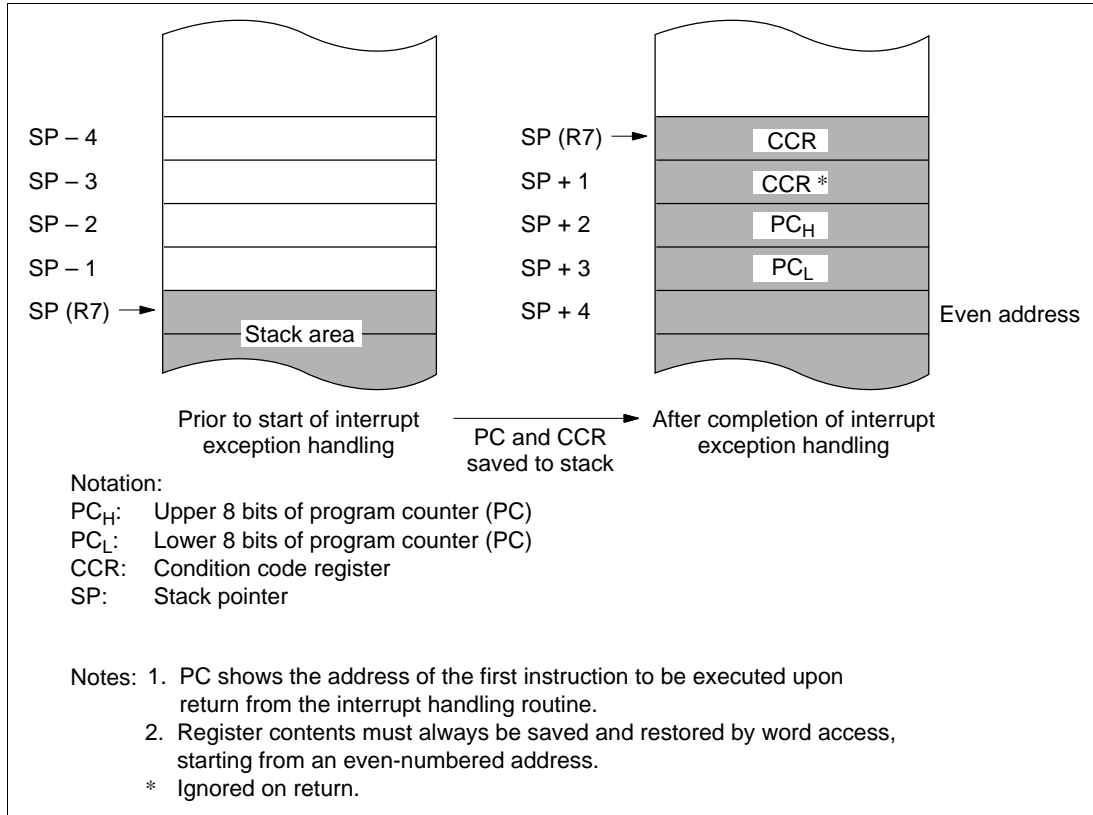 SP – 4
SP – 3
SP – 2
SP – 1
SP (R7)
Stack area
SP (R7)
SP + 1
SP + 2
SP + 3
SP + 4
CCR
CCR *
PCH
PCL
Even address
Prior to start of interrupt
exception handling
PC and CCR
saved to stack
After completion of interrupt
exception handling
Notation:
PCH: Upper 8 bits of program counter (PC)
PCL: Lower 8 bits of program counter (PC)
CCR: Condition code register
SP: Stack pointer
Notes: 1. PC shows the address of the first instruction to be executed upon
return from the interrupt handling routine.
2. Register contents must always be saved and restored by word access,
starting from an even-numbered address.
* Ignored on return.